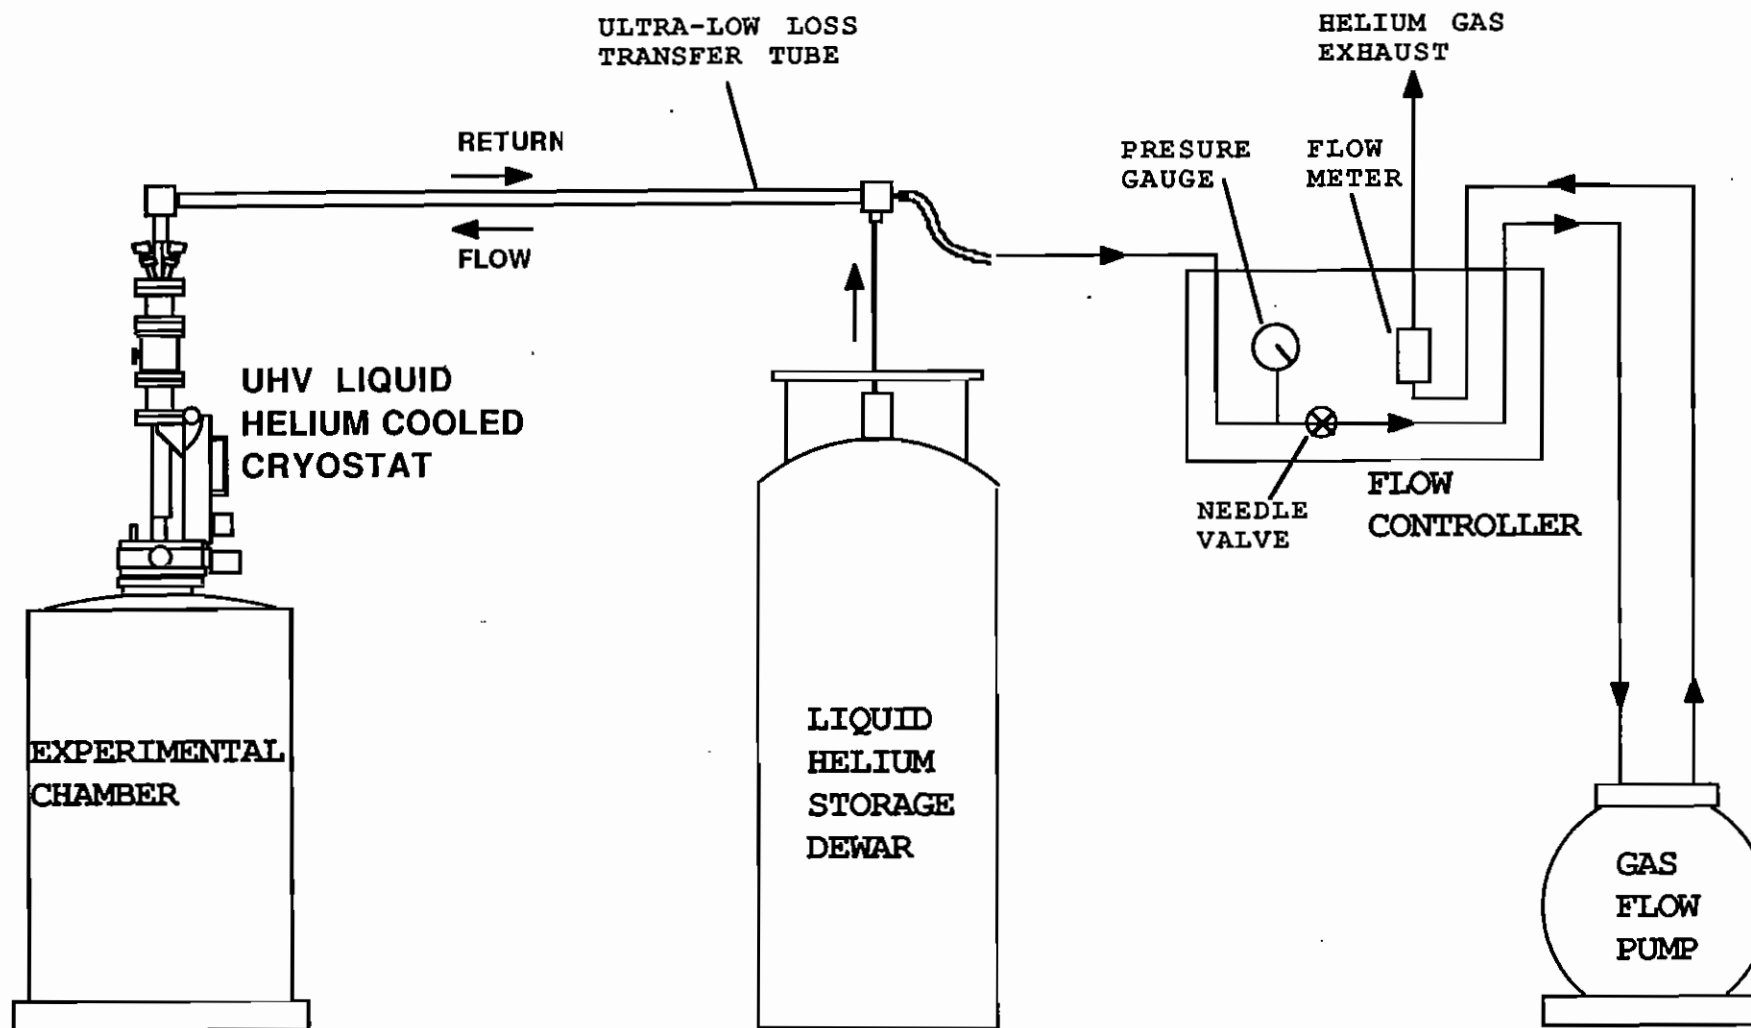 ULTRA-LOW LOSS
TRANSFER TUBE
HELIUM GAS
EXHAUST
RETURN
FLOW
PRESURE
GAUGE
FLOW
METER
UHV LIQUID
HELIUM COOLED
CRYOSTAT
NEEDLE
VALVE
FLOW
CONTROLLER
EXPERIMENTAL
CHAMBER
LIQUID
HELIUM
STORAGE
DEWAR
GAS
FLOW
PUMP